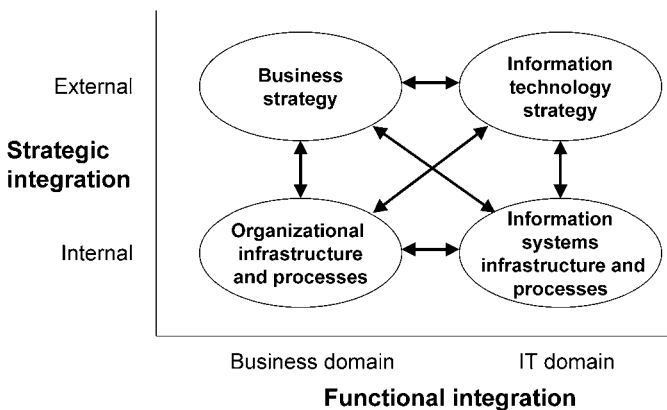 External
Business
strategy
Information
technology
strategy
Strategic
integration
Internal
Organizational
infrastructure
and processes
Information
systems
infrastructure and
processes
Business domain
IT domain
Functional integration